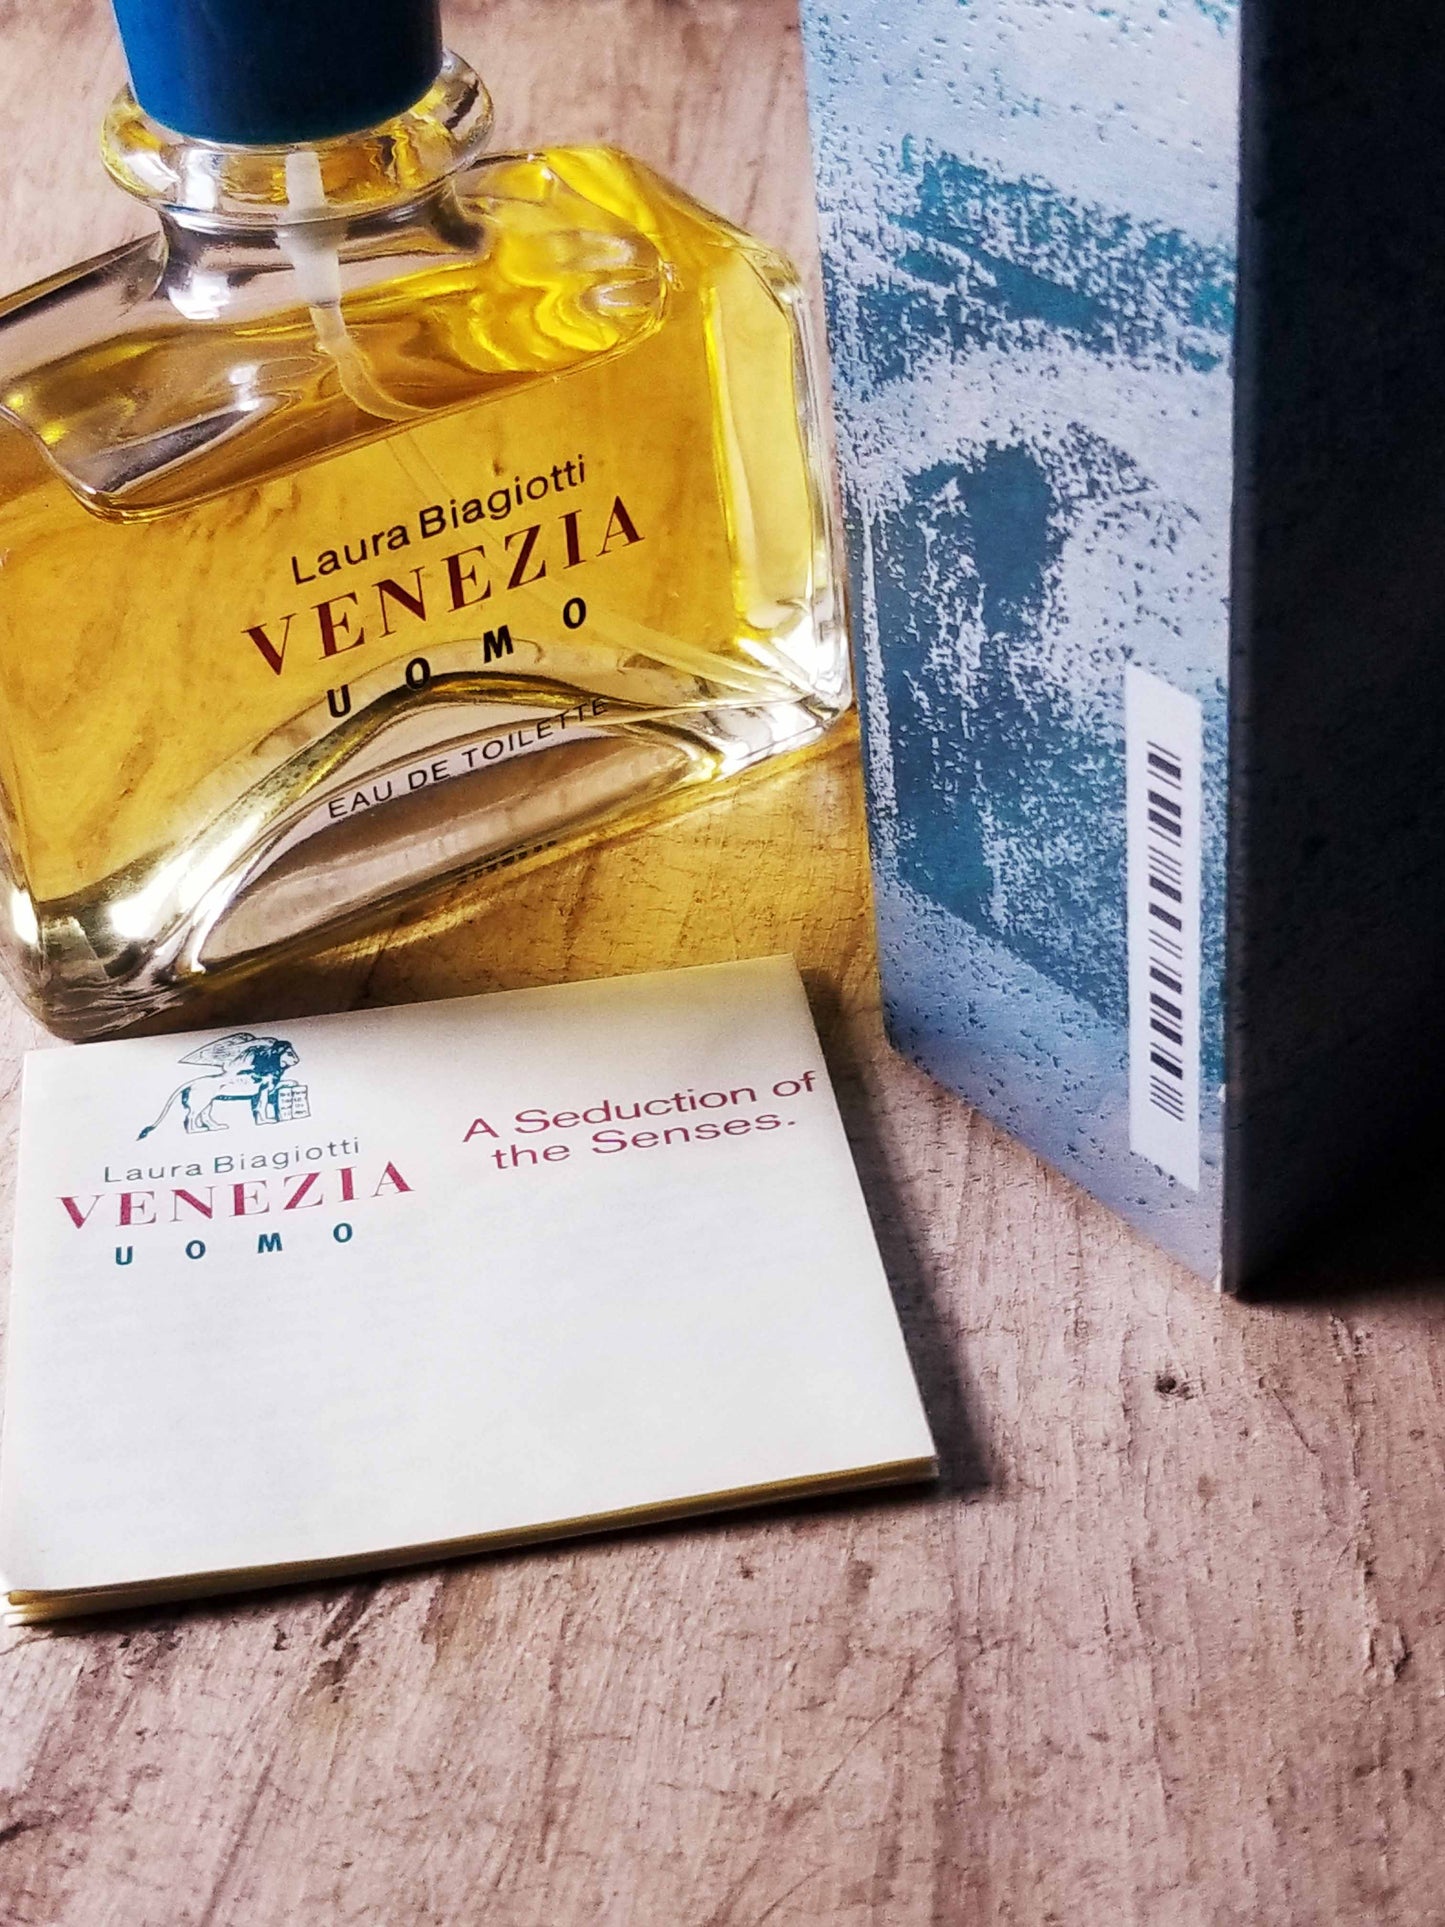 Laura Biagiotti
VENEZIA
UOMO
EAU DE TOILETTE
Laura Biagiotti
VENEZIA
UOMO
A Seduction of
the Senses.